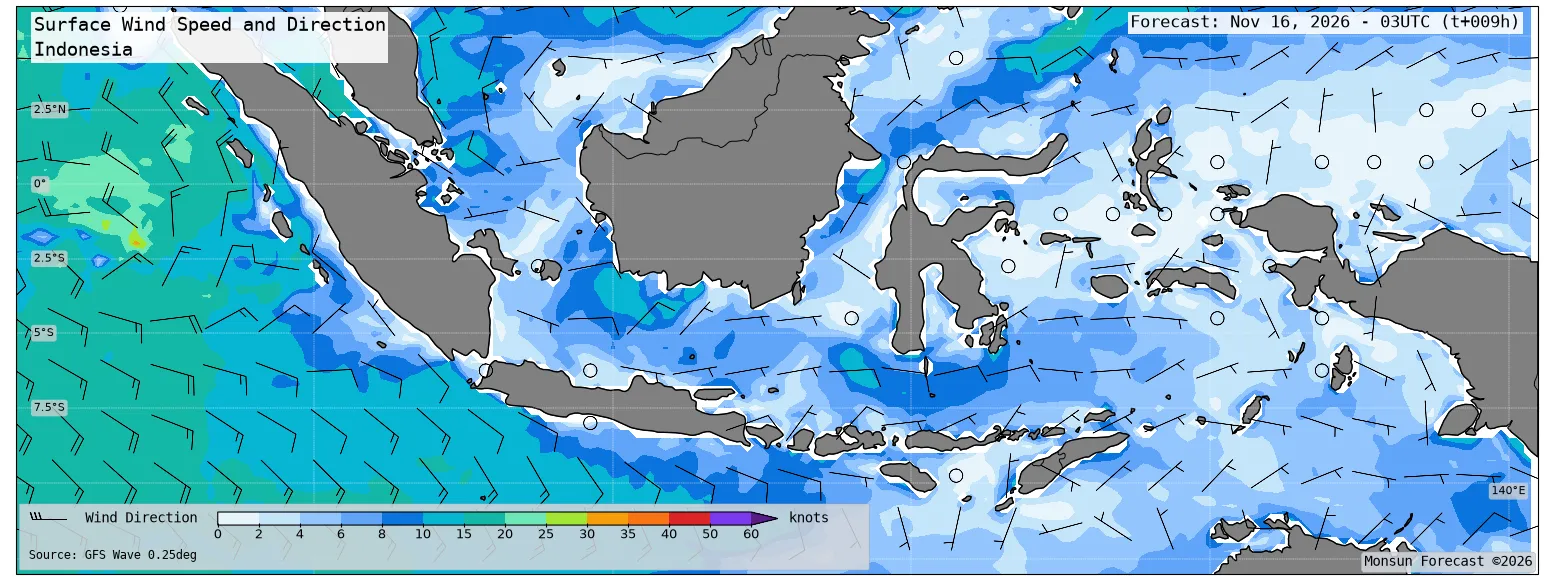 Surface Wind Speed and Direction
Indonesia
Forecast: Nov 16, 2026 - 03UTC (t+009h)
2.5°N
0°
2.5°S
5°S
7.5°S
140°E
Wind Direction
0 2 4 6 8 10 15 20 25 30 35 40 50 60
knots
Source: GFS Wave 0.25deg
Monsun Forecast ©2026